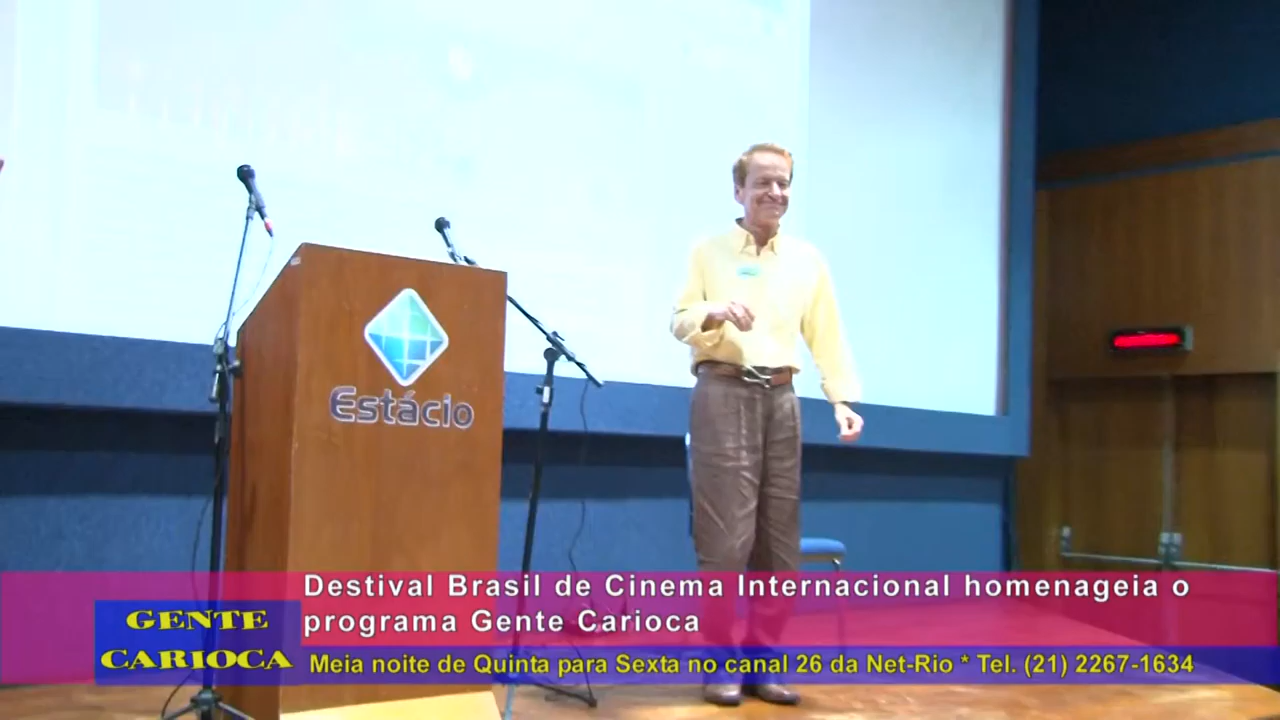 Estácio
Destival Brasil de Cinema Internacional homenageia o
programa Gente Carioca
GENTE
CARIOCA
Meia noite de Quinta para Sexta no canal 26 da Net-Rio * Tel. (21) 2267-1634